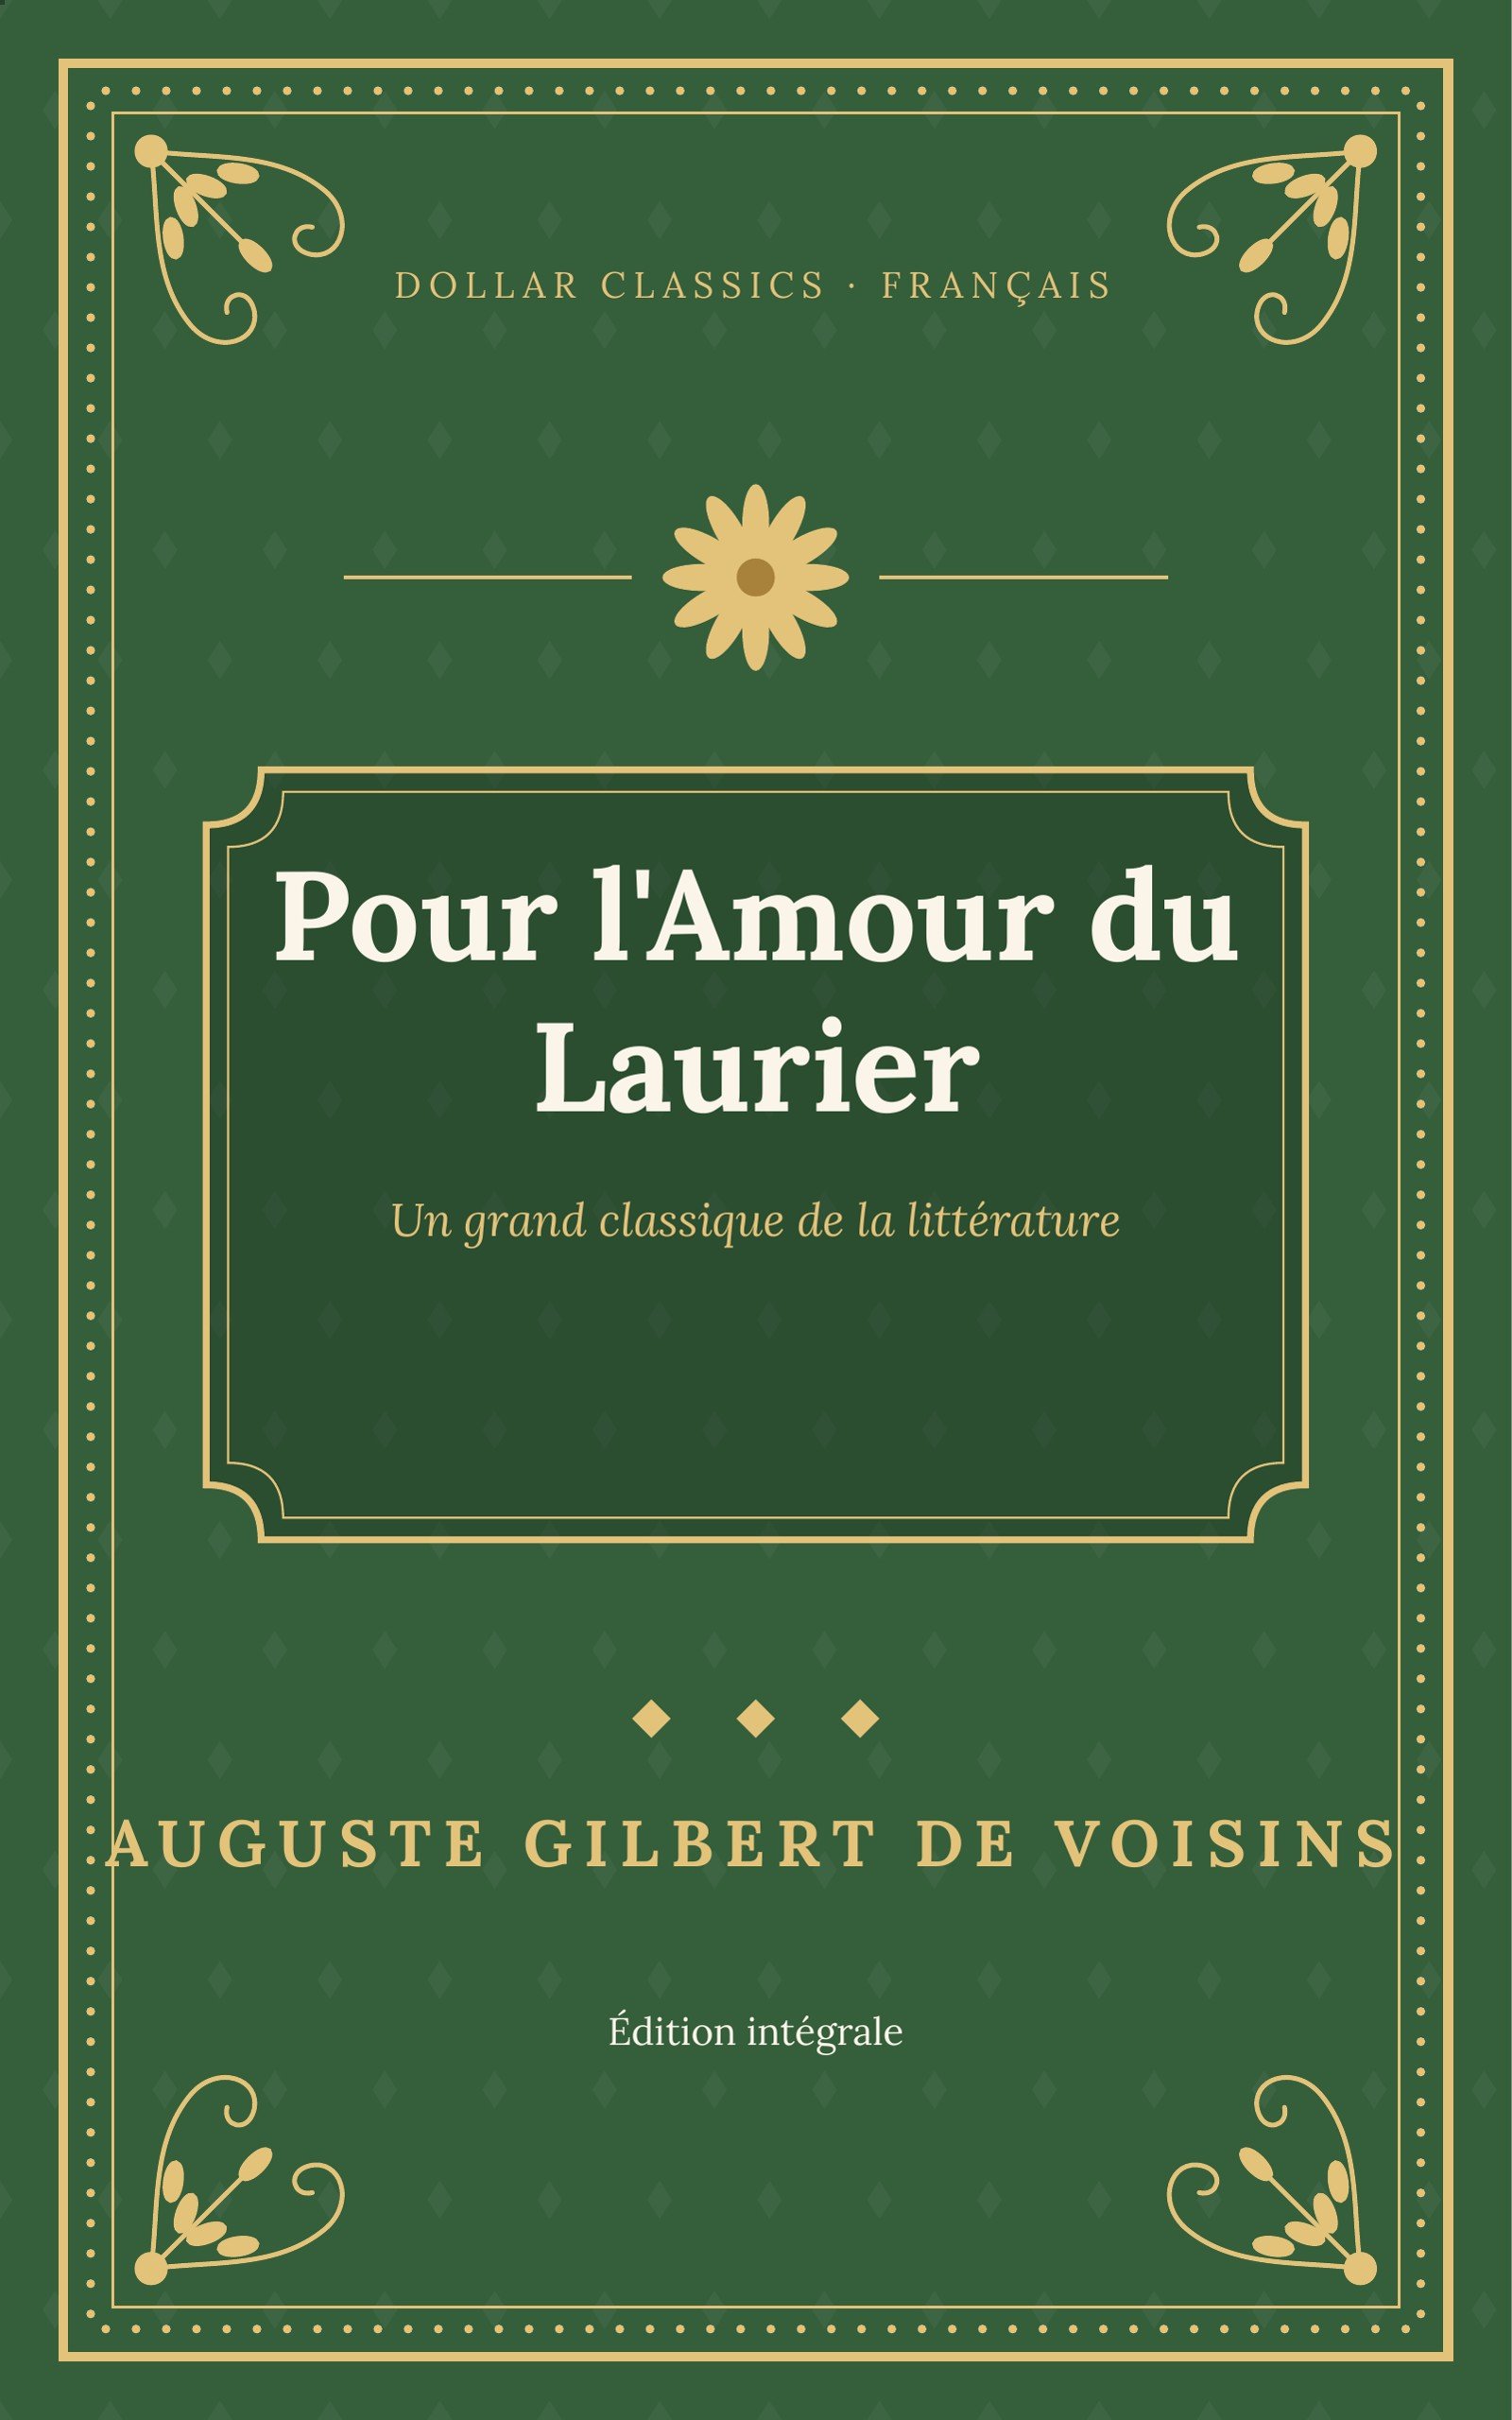 DOLLAR CLASSICS · FRANÇAIS
Pour l'Amour du
Laurier
Un grand classique de la littérature
AUGUSTE GILBERT DE VOISINS
Édition intégrale